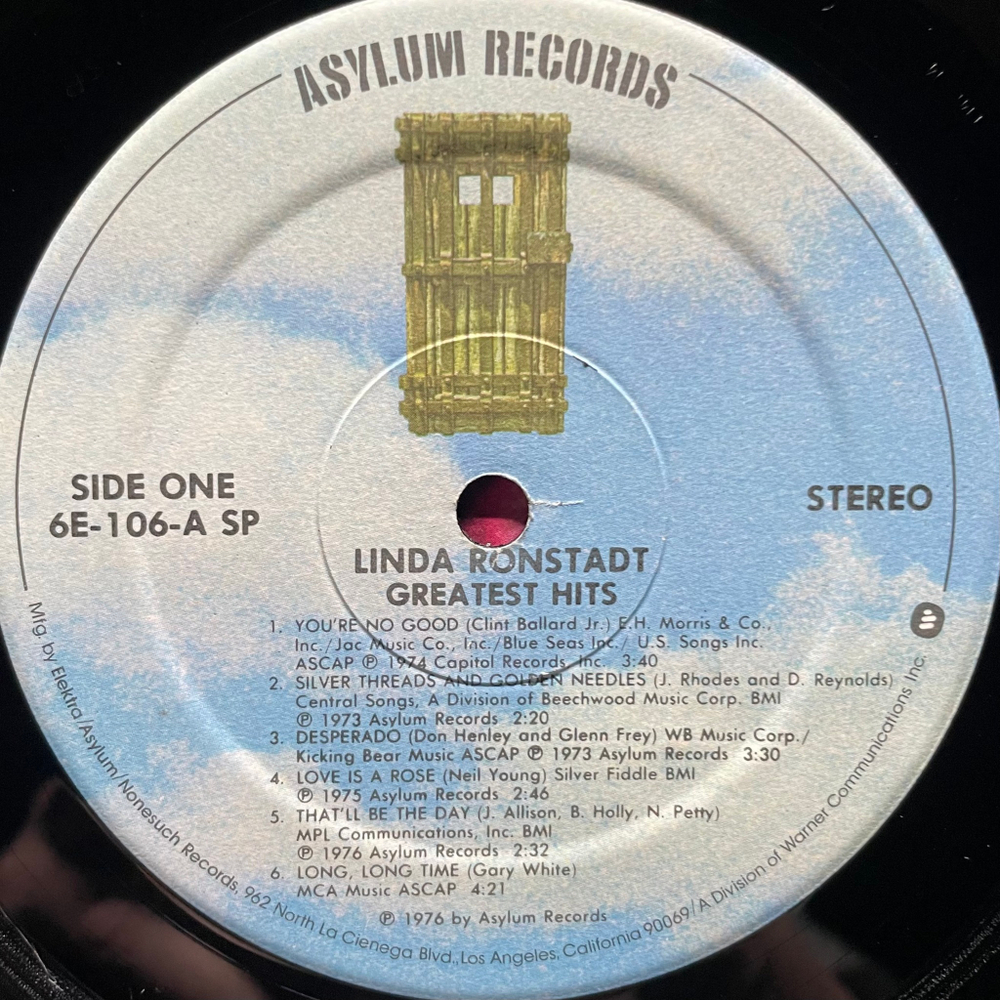 ASYLUM RECORDS
SIDE ONE
6E-106-A SP
STEREO
LINDA RONSTADT
GREATEST HITS
1. YOU'RE NO GOOD (Clint Ballard Jr.) E.H. Morris & Co.,
Inc./Jac Music Co., Inc./Blue Seas Inc./ U.S. Songs Inc.
ASCAP ℗ 1974 Capitol Records, Inc. 3:40
2. SILVER THREADS AND GOLDEN NEEDLES (J. Rhodes and D. Reynolds)
Central Songs, A Division of Beechwood Music Corp. BMI
℗ 1973 Asylum Records 2:20
3. DESPERADO (Don Henley and Glenn Frey) WB Music Corp./
Kicking Bear Music ASCAP ℗ 1973 Asylum Records 3:30
4. LOVE IS A ROSE (Neil Young) Silver Fiddle BMI
℗ 1975 Asylum Records 2:46
5. THAT'LL BE THE DAY (J. Allison, B. Holly, N. Petty)
MPL Communications, Inc. BMI
℗ 1976 Asylum Records 2:32
6. LONG, LONG TIME (Gary White)
MCA Music ASCAP 4:21
℗ 1976 by Asylum Records
Mfg. by Elektra/Asylum/Nonesuch Records, 962 North La Cienega Blvd., Los Angeles, California 90069/A Division of Warner Communications Inc.